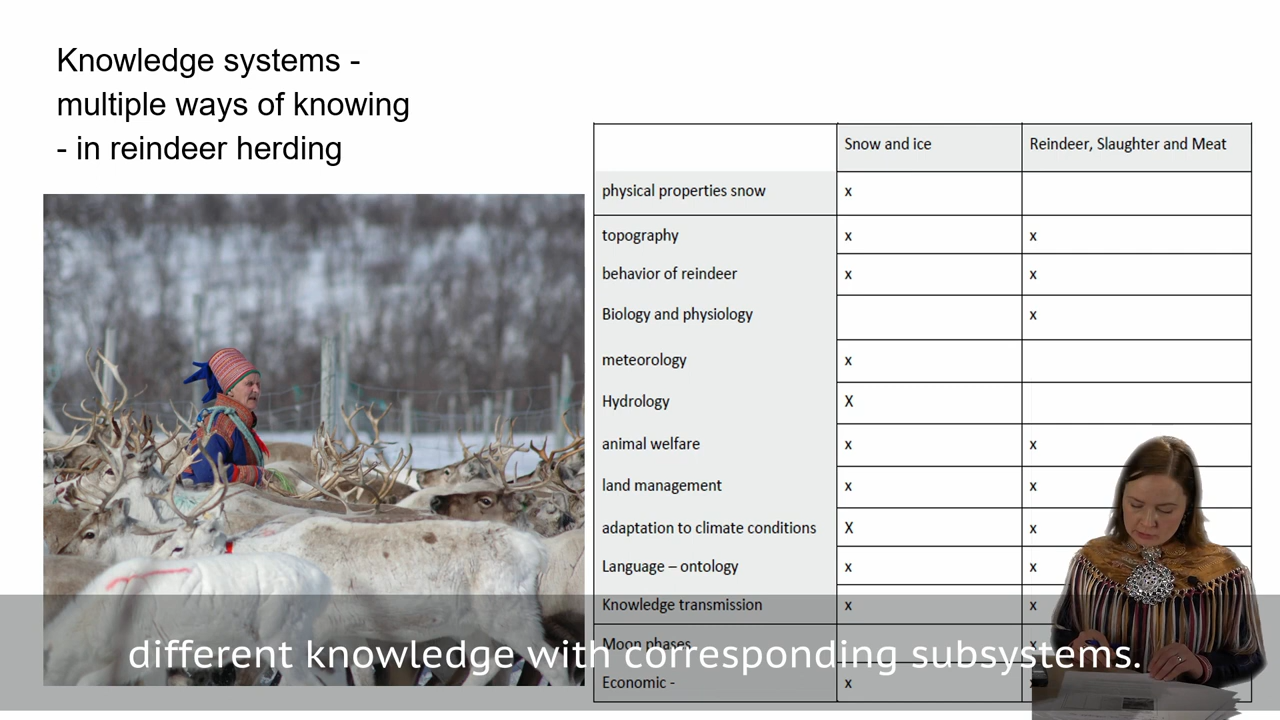 Knowledge systems -
multiple ways of knowing
- in reindeer herding
Snow and ice Reindeer, Slaughter and Meat
physical properties snow x
topography x x
behavior of reindeer x x
Biology and physiology x
meteorology x
Hydrology X
animal welfare x x
land management x x
adaptation to climate conditions X x
Language – ontology x x
Knowledge transmission x x
Moon phases x
Economic - x x
different knowledge with corresponding subsystems.